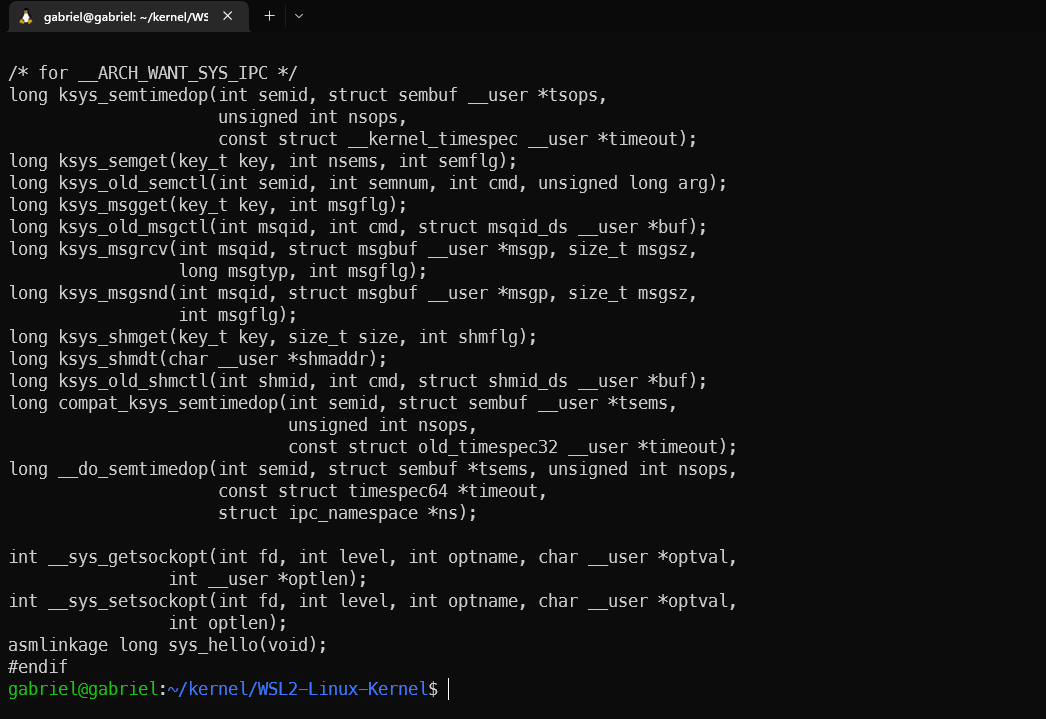 gabriel@gabriel: ~/kernel/WS
/* for __ARCH_WANT_SYS_IPC */
long ksys_semtimedop(int semid, struct sembuf __user *tsops,
                     unsigned int nsops,
                     const struct __kernel_timespec __user *timeout);
long ksys_semget(key_t key, int nsems, int semflg);
long ksys_old_semctl(int semid, int semnum, int cmd, unsigned long arg);
long ksys_msgget(key_t key, int msgflg);
long ksys_old_msgctl(int msqid, int cmd, struct msqid_ds __user *buf);
long ksys_msgrcv(int msqid, struct msgbuf __user *msgp, size_t msgsz,
                 long msgtyp, int msgflg);
long ksys_msgsnd(int msqid, struct msgbuf __user *msgp, size_t msgsz,
                 int msgflg);
long ksys_shmget(key_t key, size_t size, int shmflg);
long ksys_shmdt(char __user *shmaddr);
long ksys_old_shmctl(int shmid, int cmd, struct shmid_ds __user *buf);
long compat_ksys_semtimedop(int semid, struct sembuf __user *tsems,
                            unsigned int nsops,
                            const struct old_timespec32 __user *timeout);
long __do_semtimedop(int semid, struct sembuf *tsems, unsigned int nsops,
                     const struct timespec64 *timeout,
                     struct ipc_namespace *ns);

int __sys_getsockopt(int fd, int level, int optname, char __user *optval,
                int __user *optlen);
int __sys_setsockopt(int fd, int level, int optname, char __user *optval,
                int optlen);
asmlinkage long sys_hello(void);
#endif
gabriel@gabriel:~/kernel/WSL2-Linux-Kernel$